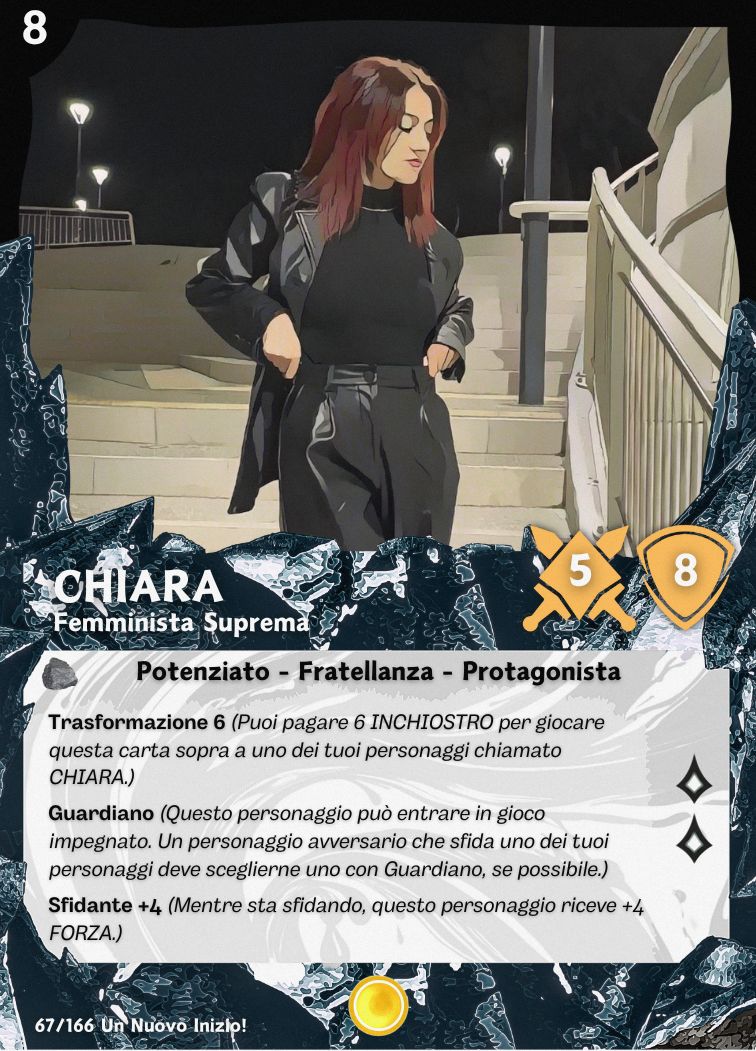 8
CHIARA
Femminista Suprema
5 8
Potenziato - Fratellanza - Protagonista
Trasformazione 6 (Puoi pagare 6 INCHIOSTRO per giocare
questa carta sopra a uno dei tuoi personaggi chiamato
CHIARA.)
Guardiano (Questo personaggio può entrare in gioco
impegnato. Un personaggio avversario che sfida uno dei tuoi
personaggi deve sceglierne uno con Guardiano, se possibile.)
Sfidante +4 (Mentre sta sfidando, questo personaggio riceve +4
FORZA.)
67/166 Un Nuovo Inizio!